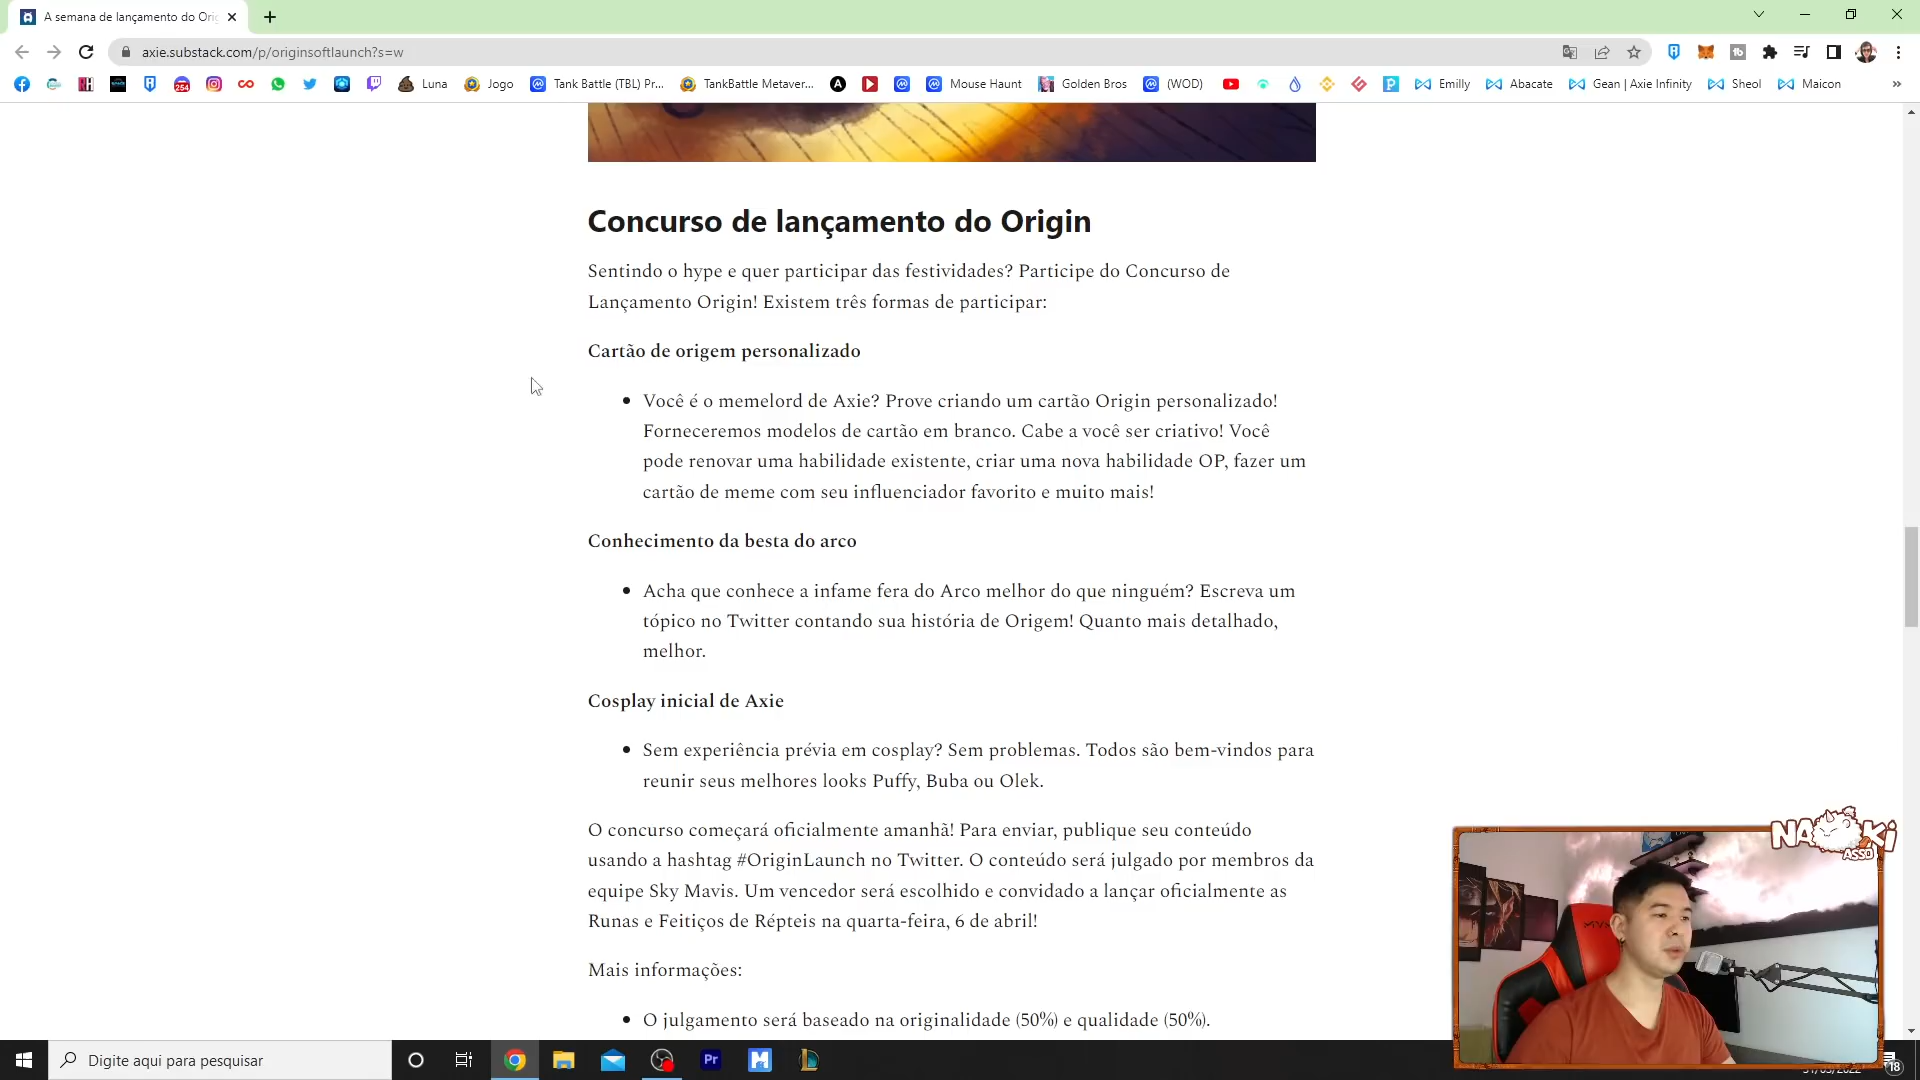 A semana de lançamento do Orig
axie.substack.com/p/originsoftlaunch?s=w
254
Luna
Jogo
Tank Battle (TBL) Pr...
TankBattle Metaver...
Mouse Haunt
Golden Bros
(WOD)
Emilly
Abacate
Gean | Axie Infinity
Sheol
Maicon
Concurso de lançamento do Origin
Sentindo o hype e quer participar das festividades? Participe do Concurso de
Lançamento Origin! Existem três formas de participar:
Cartão de origem personalizado
Você é o memelord de Axie? Prove criando um cartão Origin personalizado!
Forneceremos modelos de cartão em branco. Cabe a você ser criativo! Você
pode renovar uma habilidade existente, criar uma nova habilidade OP, fazer um
cartão de meme com seu influenciador favorito e muito mais!
Conhecimento da besta do arco
Acha que conhece a infame fera do Arco melhor do que ninguém? Escreva um
tópico no Twitter contando sua história de Origem! Quanto mais detalhado,
melhor.
Cosplay inicial de Axie
Sem experiência prévia em cosplay? Sem problemas. Todos são bem-vindos para
reunir seus melhores looks Puffy, Buba ou Olek.
O concurso começará oficialmente amanhã! Para enviar, publique seu conteúdo
usando a hashtag #OriginLaunch no Twitter. O conteúdo será julgado por membros da
equipe Sky Mavis. Um vencedor será escolhido e convidado a lançar oficialmente as
Runas e Feitiços de Répteis na quarta-feira, 6 de abril!
Mais informações:
O julgamento será baseado na originalidade (50%) e qualidade (50%).
NAOKi
ASSO
Digite aqui para pesquisar
Pr
18